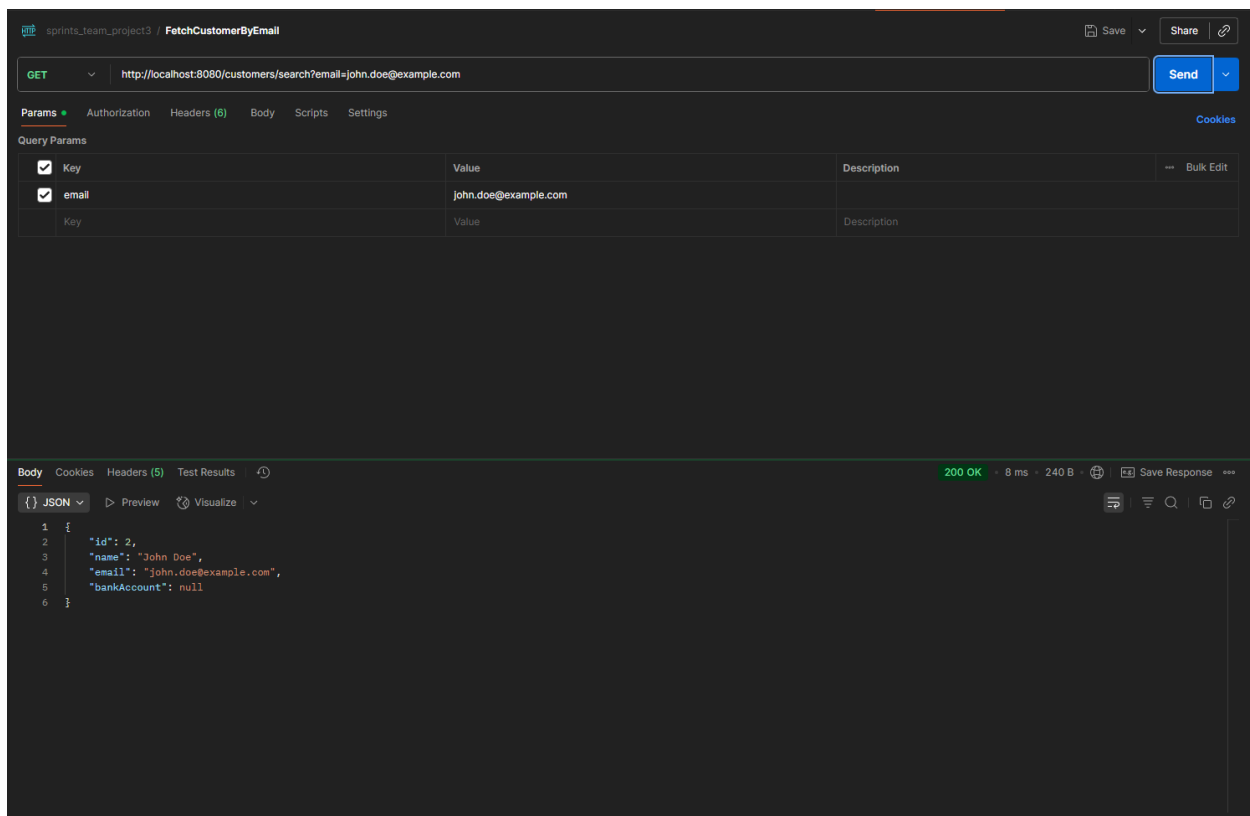 HTTP sprints_team_project3 / FetchCustomerByEmail Save Share
GET http://localhost:8080/customers/search?email=john.doe@example.com Send
Params Authorization Headers (6) Body Scripts Settings Cookies
Query Params
Key Value Description Bulk Edit
email john.doe@example.com
Key Value Description
Body Cookies Headers (5) Test Results 200 OK 8 ms 240 B e.g. Save Response
{} JSON Preview Visualize
1 {
2 "id": 2,
3 "name": "John Doe",
4 "email": "john.doe@example.com",
5 "bankAccount": null
6 }